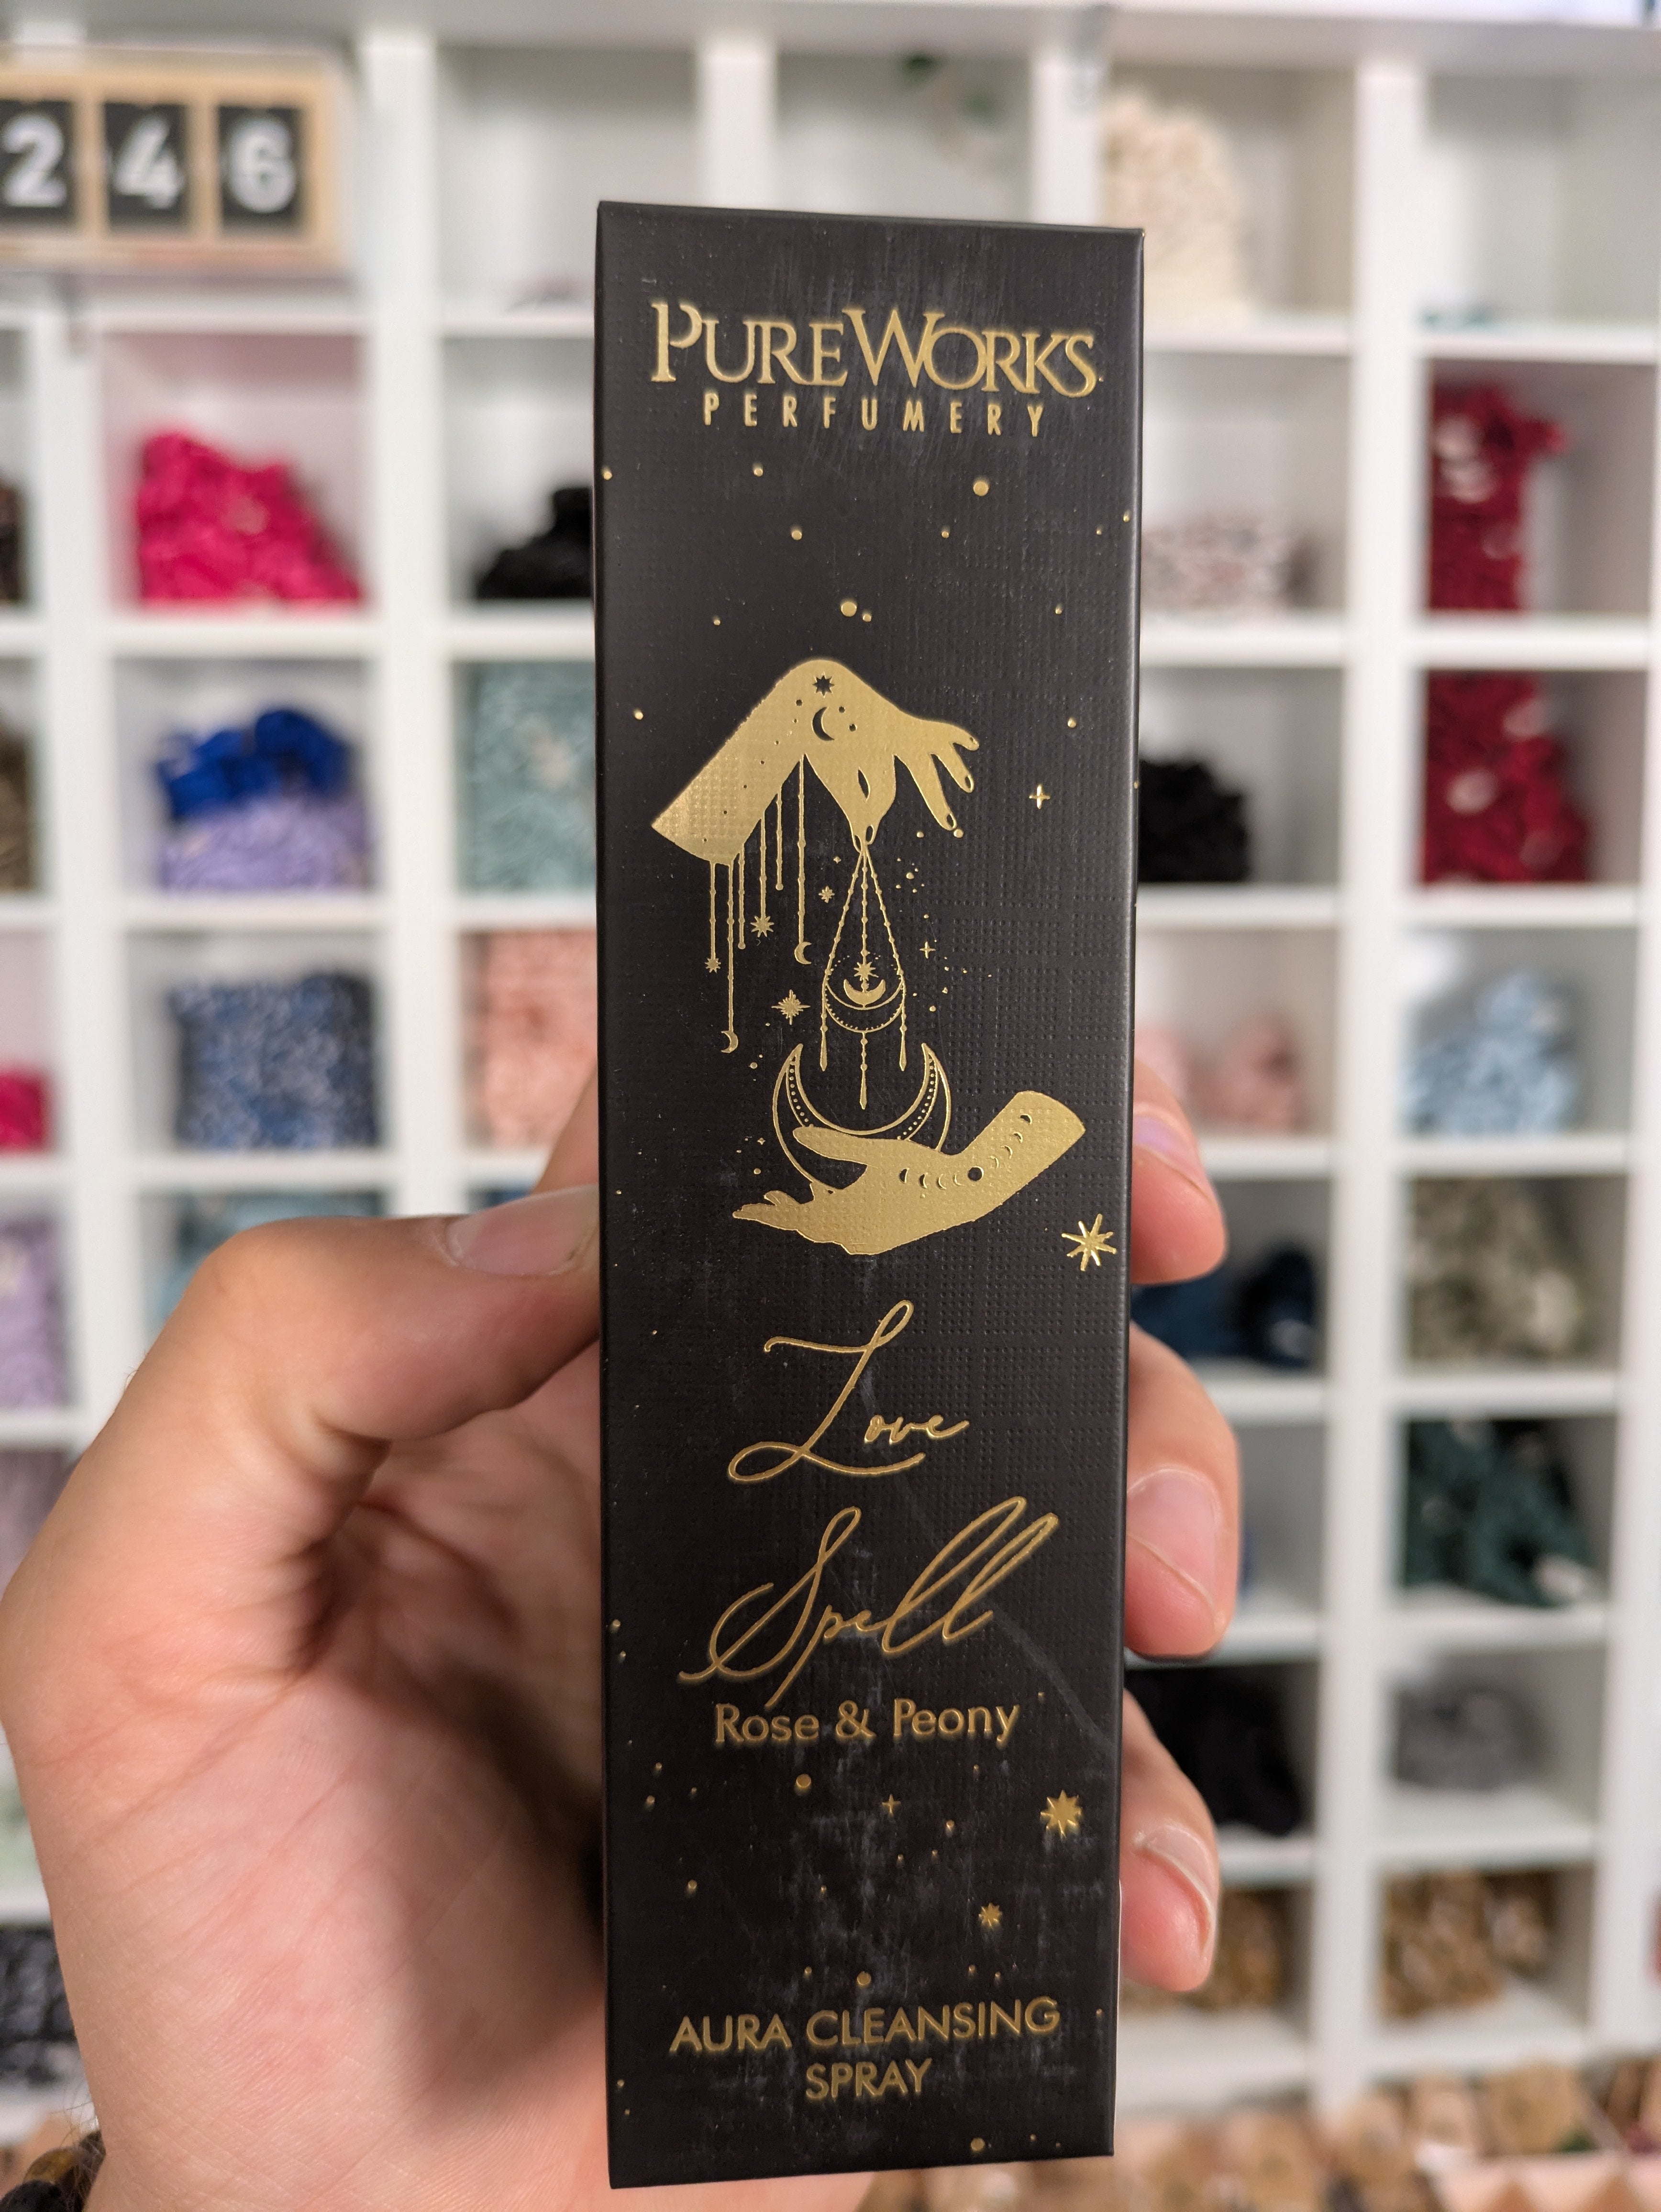 246
PUREWORKS
PERFUMERY
Love
Spell
Rose & Peony
AURA CLEANSING
SPRAY